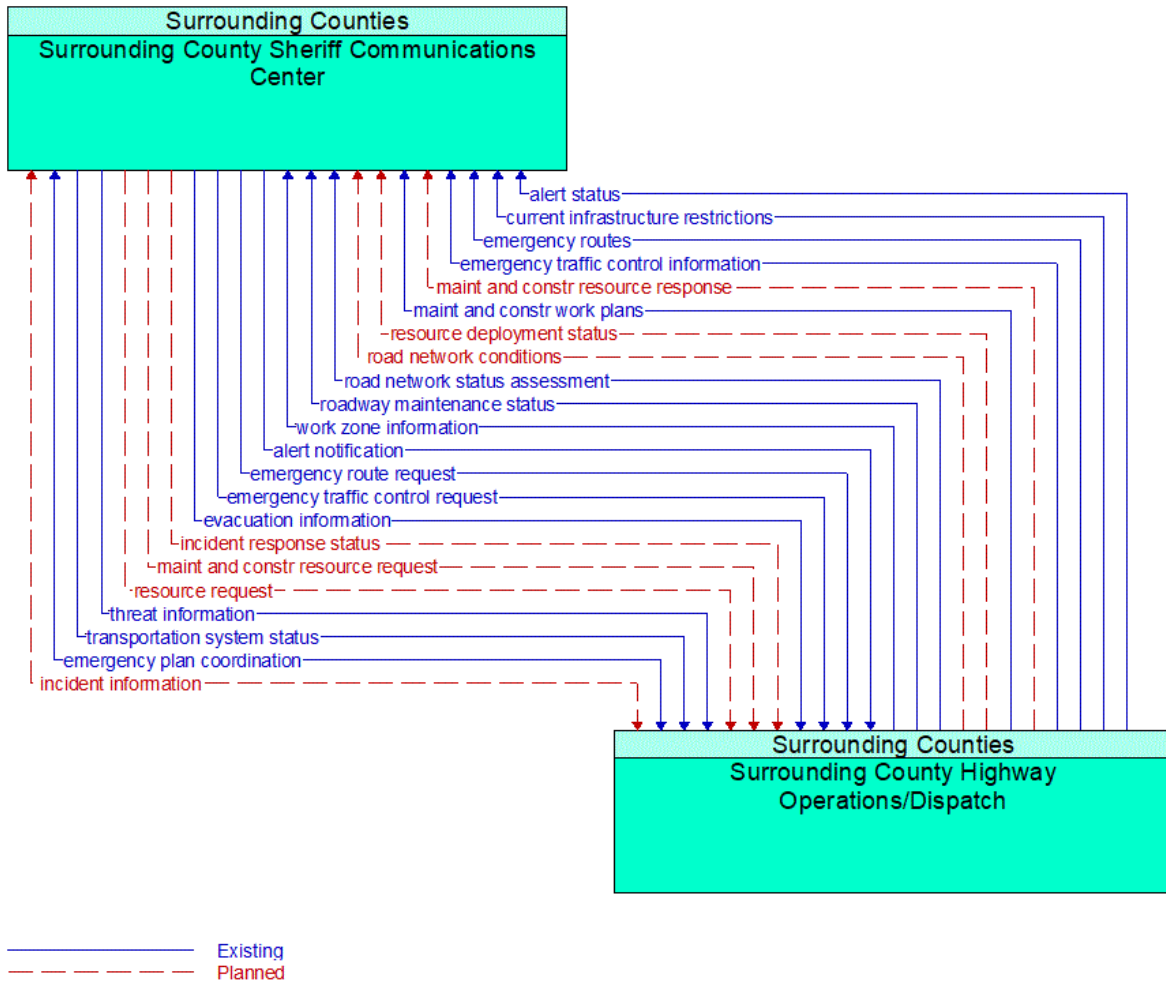 Surrounding Counties
Surrounding County Sheriff Communications
Center
alert status
current infrastructure restrictions
emergency routes
emergency traffic control information
maint and constr resource response
maint and constr work plans
resource deployment status
road network conditions
road network status assessment
roadway maintenance status
work zone information
alert notification
emergency route request
emergency traffic control request
evacuation information
incident response status
maint and constr resource request
resource request
threat information
transportation system status
emergency plan coordination
incident information
Surrounding Counties
Surrounding County Highway
Operations/Dispatch
Existing
Planned